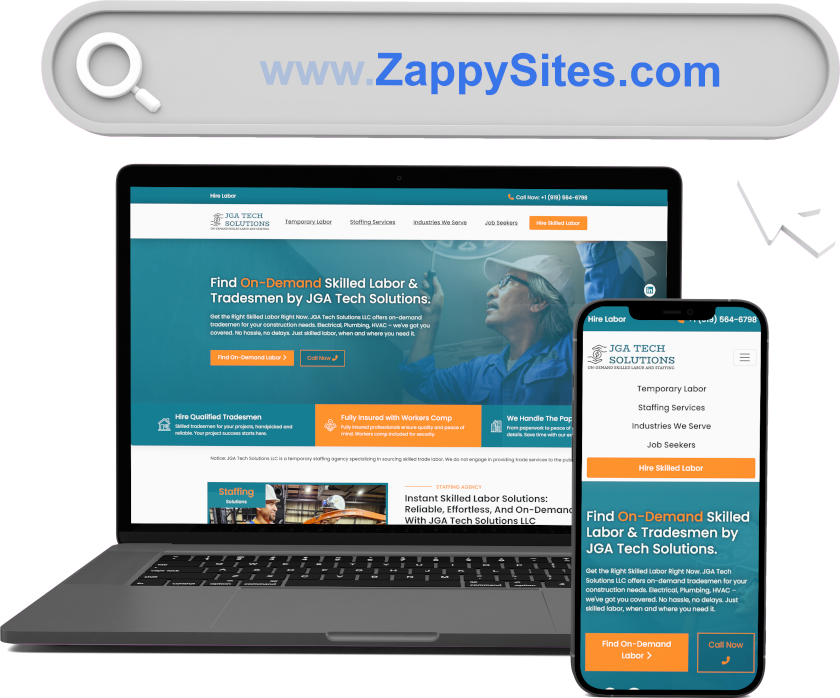 www.ZappySites.com
Hire Labor
Call Now: +1 (919) 564-6798
JGA TECH
SOLUTIONS
ON-DEMAND SKILLED LABOR AND STAFFING
Temporary Labor
Staffing Services
Industries We Serve
Job Seekers
Hire Skilled Labor
Find On-Demand Skilled Labor &
Tradesmen by JGA Tech Solutions.
Get the Right Skilled Labor Right Now. JGA Tech Solutions LLC offers on-demand
tradesmen for your construction needs. Electrical, Plumbing, HVAC – we've got you
covered. No hassle, no delays. Just skilled labor, when and where you need it.
Find On-Demand Labor
Call Now
Hire Qualified Tradesmen
Skilled tradesmen for your projects, handpicked and
reliable. Your project success starts here.
Fully Insured with Workers Comp
Fully insured professionals ensure quality and peace of
mind. Workers comp included for security.
We Handle The Pap
From paperwork to peace of
details. Save time with our
Notice: JGA Tech Solutions LLC is a temporary staffing agency specializing in sourcing skilled trade labor. We do not engage in providing trade services to the
Staffing
Solutions
STAFFING AGENCY
Instant Skilled Labor Solutions:
Reliable, Effortless, And On-Deman
With JGA Tech Solutions LLC
Hire Labor
564-6798
JGA TECH
SOLUTIONS
ON-DEMAND SKILLED LABOR AND STAFFING
Temporary Labor
Staffing Services
Industries We Serve
Job Seekers
Hire Skilled Labor
Find On-Demand Skilled
Labor & Tradesmen by
JGA Tech Solutions.
Get the Right Skilled Labor Right Now. JGA Tech
Solutions LLC offers on-demand tradesmen for your
construction needs. Electrical, Plumbing, HVAC –
we've got you covered. No hassle, no delays. Just
skilled labor, when and where you need it.
Find On-Demand
Labor
Call Now